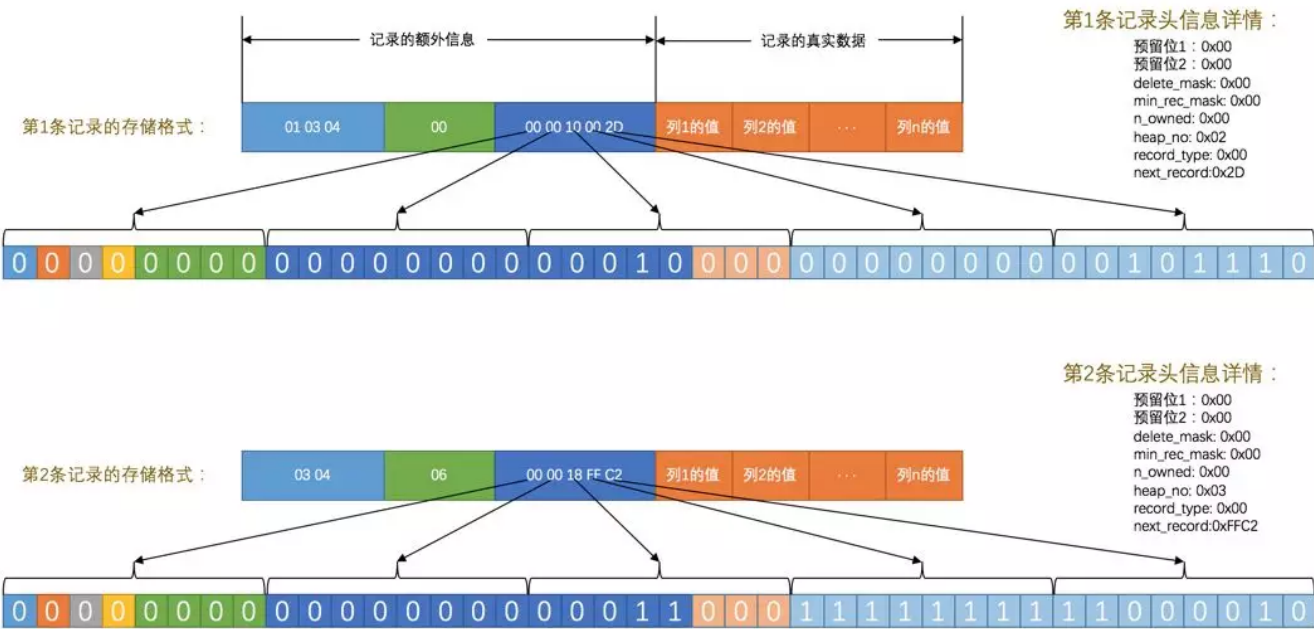 记录的额外信息 记录的真实数据
第1条记录头信息详情：
预留位1：0x00
预留位2：0x00
delete_mask: 0x00
min_rec_mask: 0x00
n_owned: 0x00
heap_no: 0x02
record_type: 0x00
next_record:0x2D
第1条记录的存储格式： 01 03 04 00 00 00 10 00 2D 列1的值 列2的值 ... 列n的值
0 0 0 0 0 0 0 0 0 0 0 0 0 0 0 0 0 0 0 1 0 0 0 0 0 0 0 0 0 0 0 0 0 0 1 0 1 1 1 0
第2条记录头信息详情：
预留位1：0x00
预留位2：0x00
delete_mask: 0x00
min_rec_mask: 0x00
n_owned: 0x00
heap_no: 0x03
record_type: 0x00
next_record:0xFFC2
第2条记录的存储格式： 03 04 06 00 00 18 FF C2 列1的值 列2的值 ... 列n的值
0 0 0 0 0 0 0 0 0 0 0 0 0 0 0 0 0 0 0 1 1 0 0 0 1 1 1 1 1 1 1 1 1 1 0 0 0 0 1 0